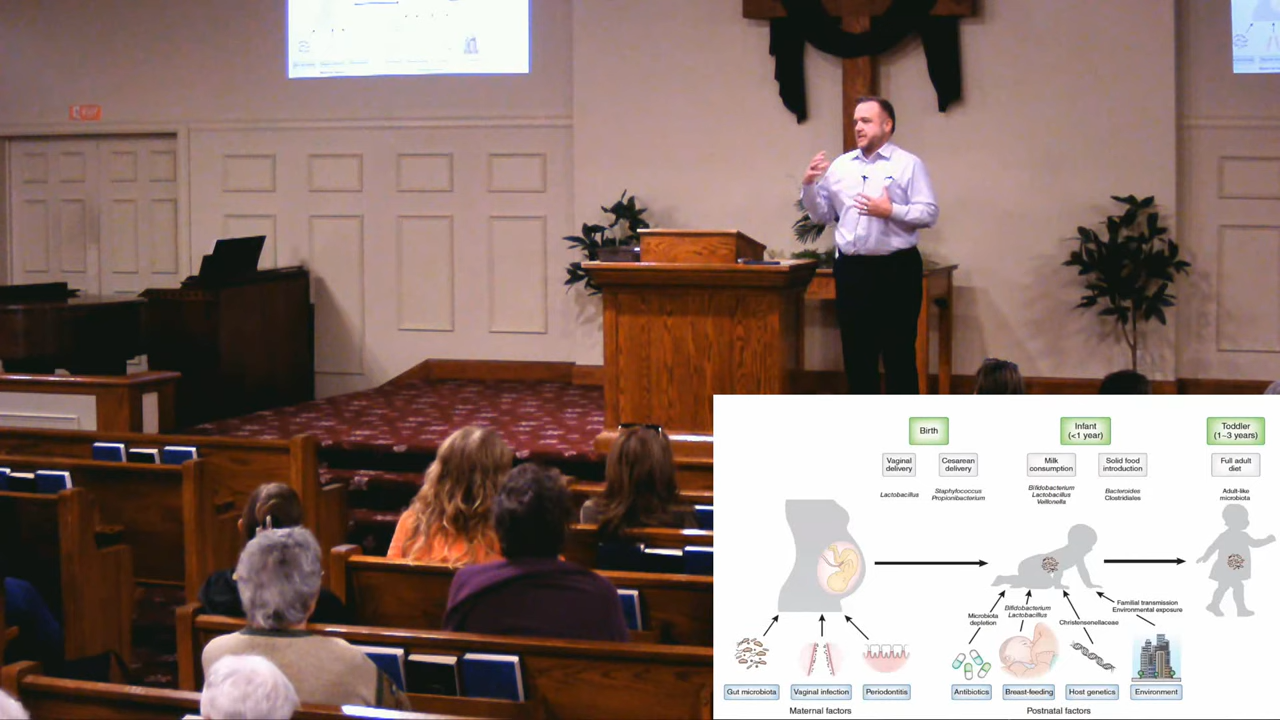 EXIT
Birth
Infant
(<1 year)
Toddler
(1–3 years)
Vaginal
delivery
Cesarean
delivery
Milk
consumption
Solid food
introduction
Full adult
diet
Lactobacillus
Staphylococcus
Propionibacterium
Bifidobacterium
Lactobacillus
Veillonella
Bacteroides
Clostridiales
Adult-like
microbiota
Microbiota
depletion
Bifidobacterium
Lactobacillus
Christensenellaceae
Familial transmission
Environmental exposure
Gut microbiota
Vaginal infection
Periodontitis
Antibiotics
Breast-feeding
Host genetics
Environment
Maternal factors
Postnatal factors